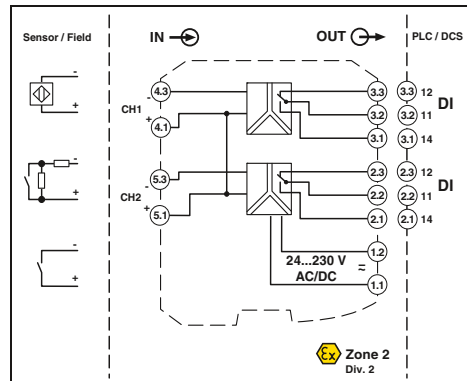 Sensor / Field
IN
OUT
PLC / DCS
-
+
-
+
-
+
CH1
-
+
4.3
4.1
CH2
-
+
5.3
5.1
3.3
3.2
3.1
2.3
2.2
2.1
1.2
1.1
24...230 V
AC/DC
=
~
3.3 12
3.2 11
3.1 14
DI
2.3 12
2.2 11
2.1 14
DI
Ex
Zone 2
Div. 2